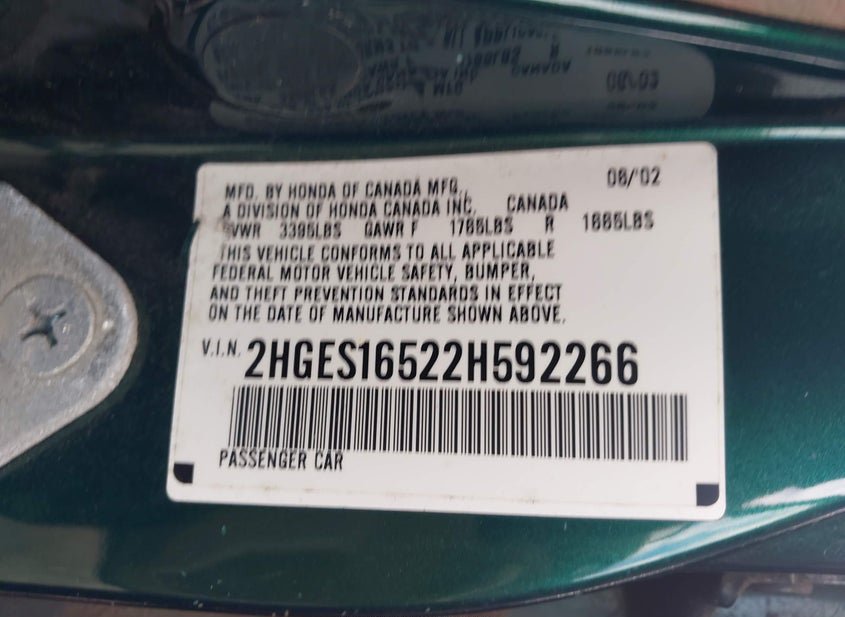 MFD. BY HONDA OF CANADA MFG., 08/'02
A DIVISION OF HONDA CANADA INC. CANADA
GVWR 3395LBS GAWR F 1765LBS R 1665LBS
THIS VEHICLE CONFORMS TO ALL APPLICABLE
FEDERAL MOTOR VEHICLE SAFETY, BUMPER,
AND THEFT PREVENTION STANDARDS IN EFFECT
ON THE DATE OF MANUFACTURE SHOWN ABOVE.
V.I.N. 2HGES16522H592266
PASSENGER CAR